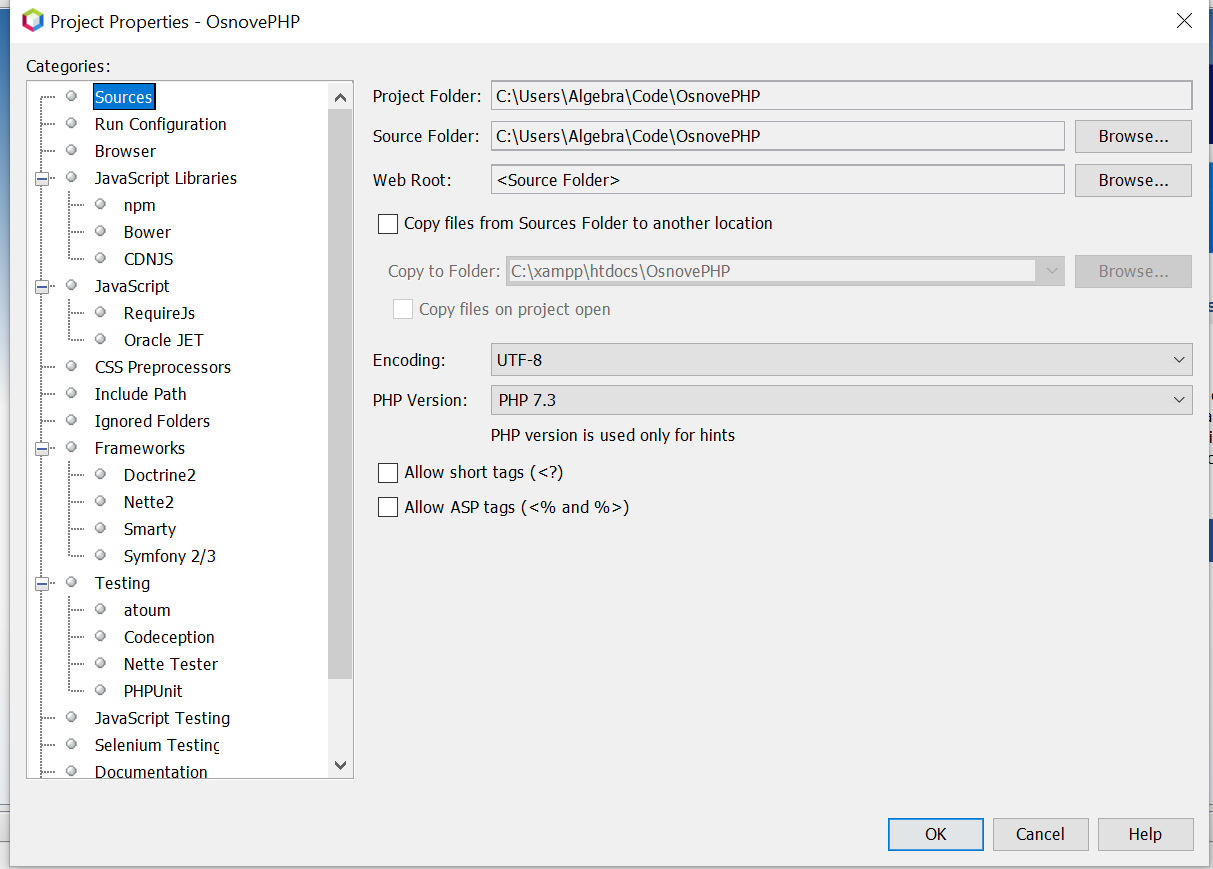 Project Properties - OsnovePHP
Categories:
Sources
Run Configuration
Browser
JavaScript Libraries
npm
Bower
CDNJS
JavaScript
RequireJs
Oracle JET
CSS Preprocessors
Include Path
Ignored Folders
Frameworks
Doctrine2
Nette2
Smarty
Symfony 2/3
Testing
atoum
Codeception
Nette Tester
PHPUnit
JavaScript Testing
Selenium Testing
Documentation
Project Folder: C:\Users\Algebra\Code\OsnovePHP
Source Folder: C:\Users\Algebra\Code\OsnovePHP Browse...
Web Root: <Source Folder> Browse...
Copy files from Sources Folder to another location
Copy to Folder: C:\xampp\htdocs\OsnovePHP Browse...
Copy files on project open
Encoding: UTF-8
PHP Version: PHP 7.3
PHP version is used only for hints
Allow short tags (<?)
Allow ASP tags (<% and %>)
OK Cancel Help